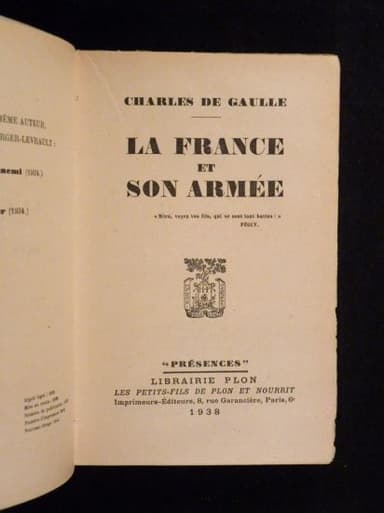 MÊME AUTEUR,
RGER-LEVRAULT :
nemi (1924.)
r (1934.)
CHARLES DE GAULLE
LA FRANCE
ET
SON ARMÉE
« Mère, voyez vos fils, qui se sont tant battus ! »
PÉGUY.
"PRÉSENCES"
LIBRAIRIE PLON
LES PETITS-FILS DE PLON ET NOURRIT
Imprimeurs-Éditeurs, 8, rue Garancière, Paris, 6e
1938